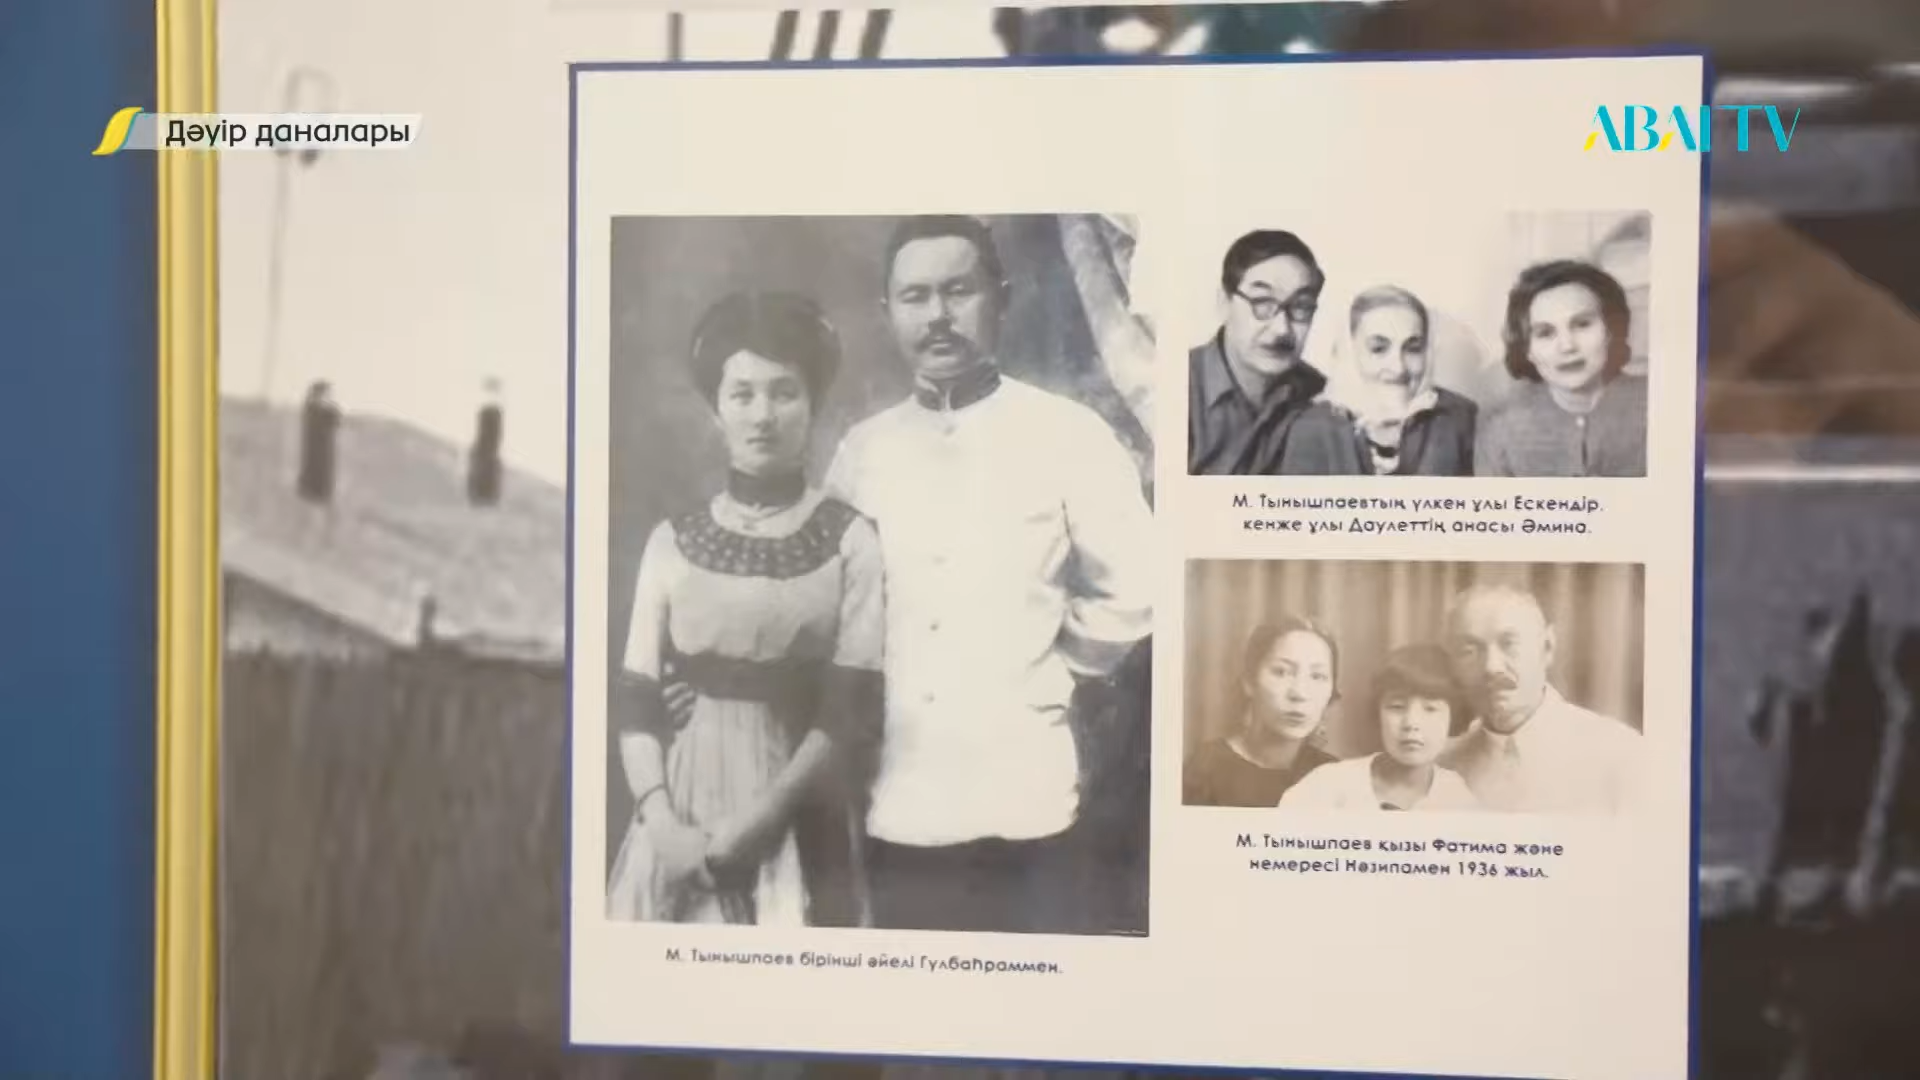 Дәуір даналары
ABAI TV
М. Тынышпаевтың үлкен ұлы Ескендір,
кенже ұлы Дәулеттің анасы Әмина.
М. Тынышпаев қызы Фатима және
немересі Нәзипамен 1936 жыл.
М. Тынышпаев бірінші әйелі Гүлбаһраммен.